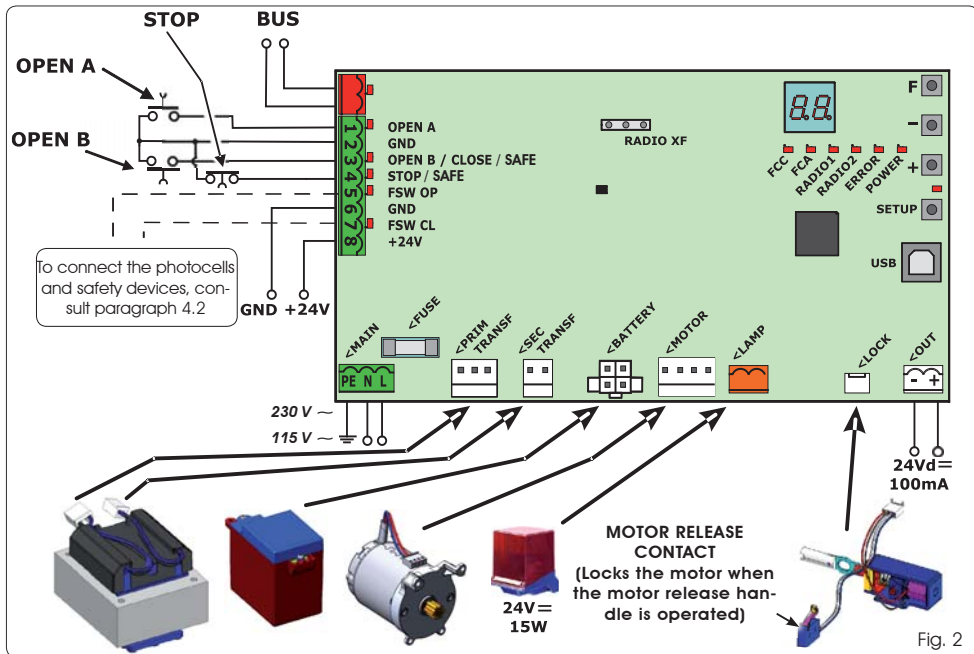 STOP
BUS
OPEN A
OPEN B
1 OPEN A
2 GND
3 OPEN B / CLOSE / SAFE
4 STOP / SAFE
5 FSW OP
6 GND
7 FSW CL
8 +24V
RADIO XF
8.8.
F
-
+
SETUP
USB
FCC
FCA
RADIO1
RADIO2
ERROR
POWER
To connect the photocells
and safety devices, con-
sult paragraph 4.2
GND +24V
<MAIN
PE N L
<FUSE
<PRIM
TRANSF
<SEC
TRANSF
<BATTERY
<MOTOR
<LAMP
<LOCK
<OUT
- +
230 V ~
115 V ~
24Vd=
100mA
24V=
15W
MOTOR RELEASE
CONTACT
(Locks the motor when
the motor release han-
dle is operated)
Fig. 2